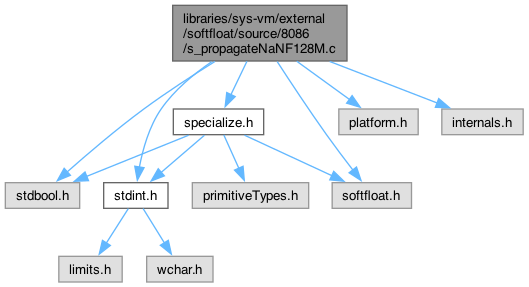 libraries/sys-vm/external
/softfloat/source/8086
/s_propagateNaNF128M.c
specialize.h
platform.h
internals.h
stdbool.h
stdint.h
primitiveTypes.h
softfloat.h
limits.h
wchar.h